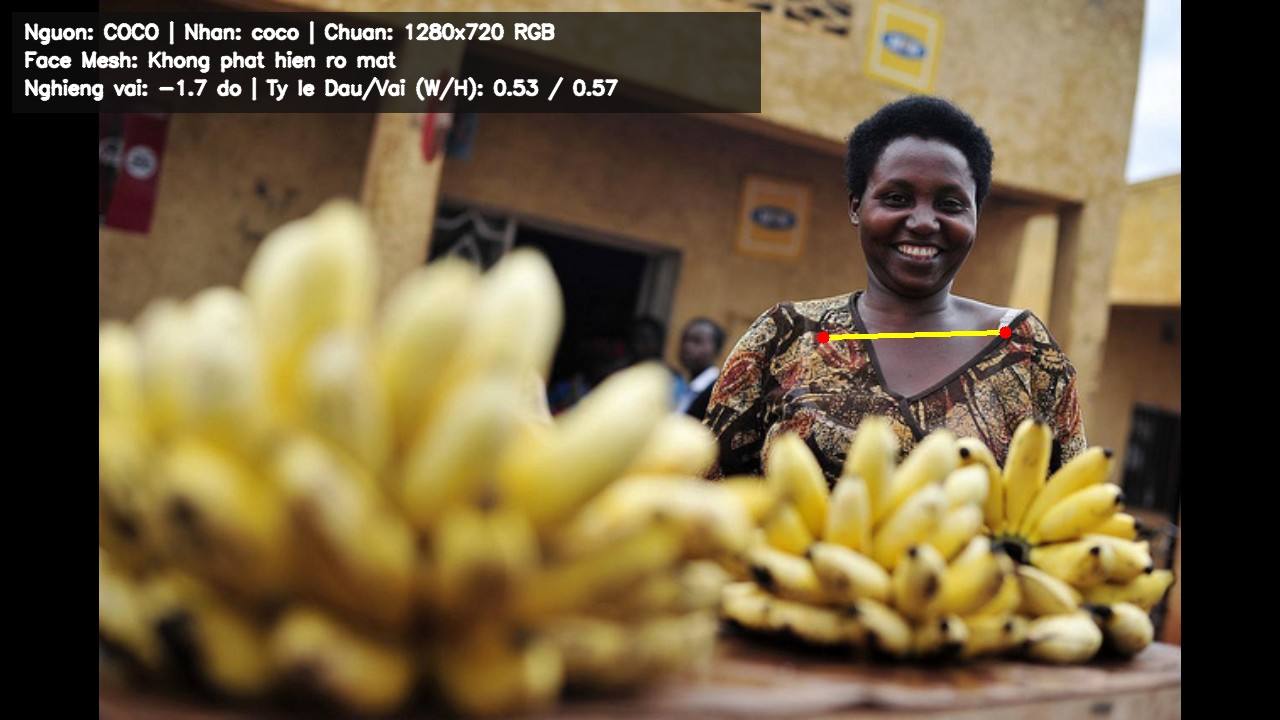 Nguon: COCO | Nhan: coco | Chuan: 1280x720 RGB
Face Mesh: Khong phat hien ro mat
Nghieng vai: -1.7 do | Ty le Dau/Vai (W/H): 0.53 / 0.57